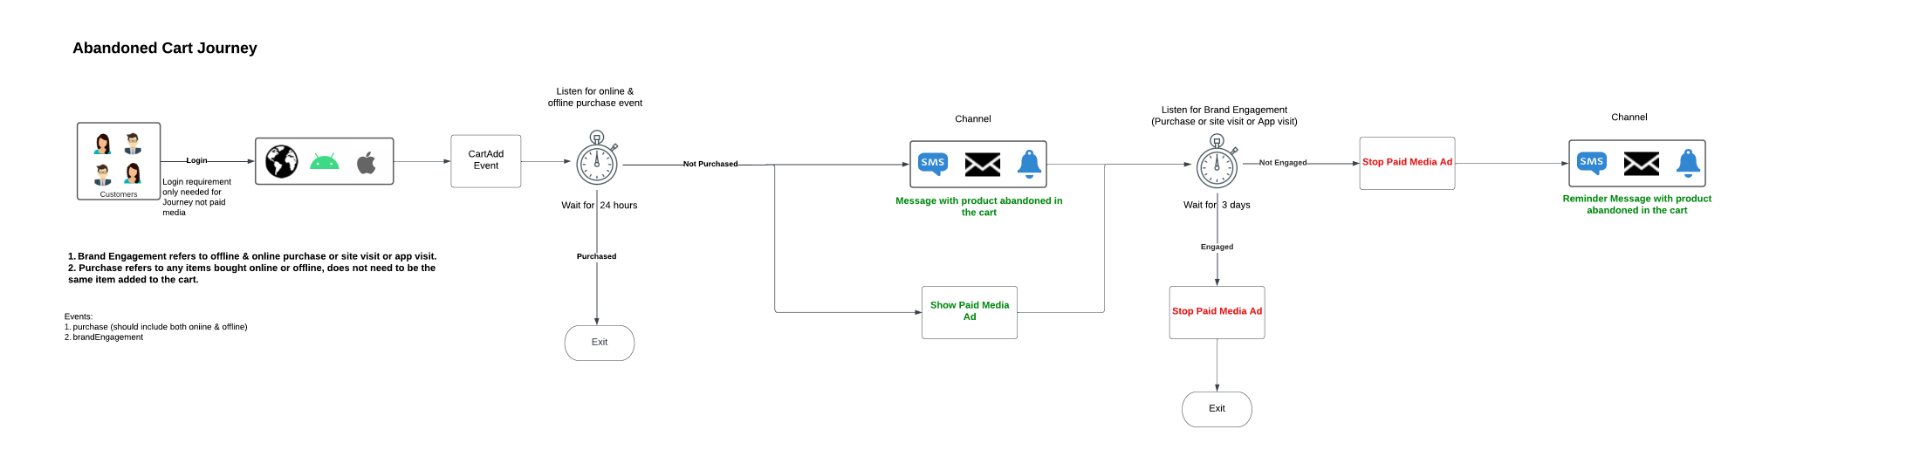 Abandoned Cart Journey
Listen for online &
offline purchase event
Customers
Login
Login requirement
only needed for
Journey not paid
media
CartAdd
Event
Wait for 24 hours
Purchased
Exit
Not Purchased
Channel
SMS
Message with product abandoned in
the cart
Show Paid Media
Ad
Listen for Brand Engagement
(Purchase or site visit or App visit)
Wait for 3 days
Engaged
Stop Paid Media Ad
Exit
Not Engaged
Stop Paid Media Ad
Channel
SMS
Reminder Message with product
abandoned in the cart
1. Brand Engagement refers to offline & online purchase or site visit or app visit.
2. Purchase refers to any items bought online or offline, does not need to be the
same item added to the cart.
Events:
1. purchase (should include both online & offline)
2. brandEngagement